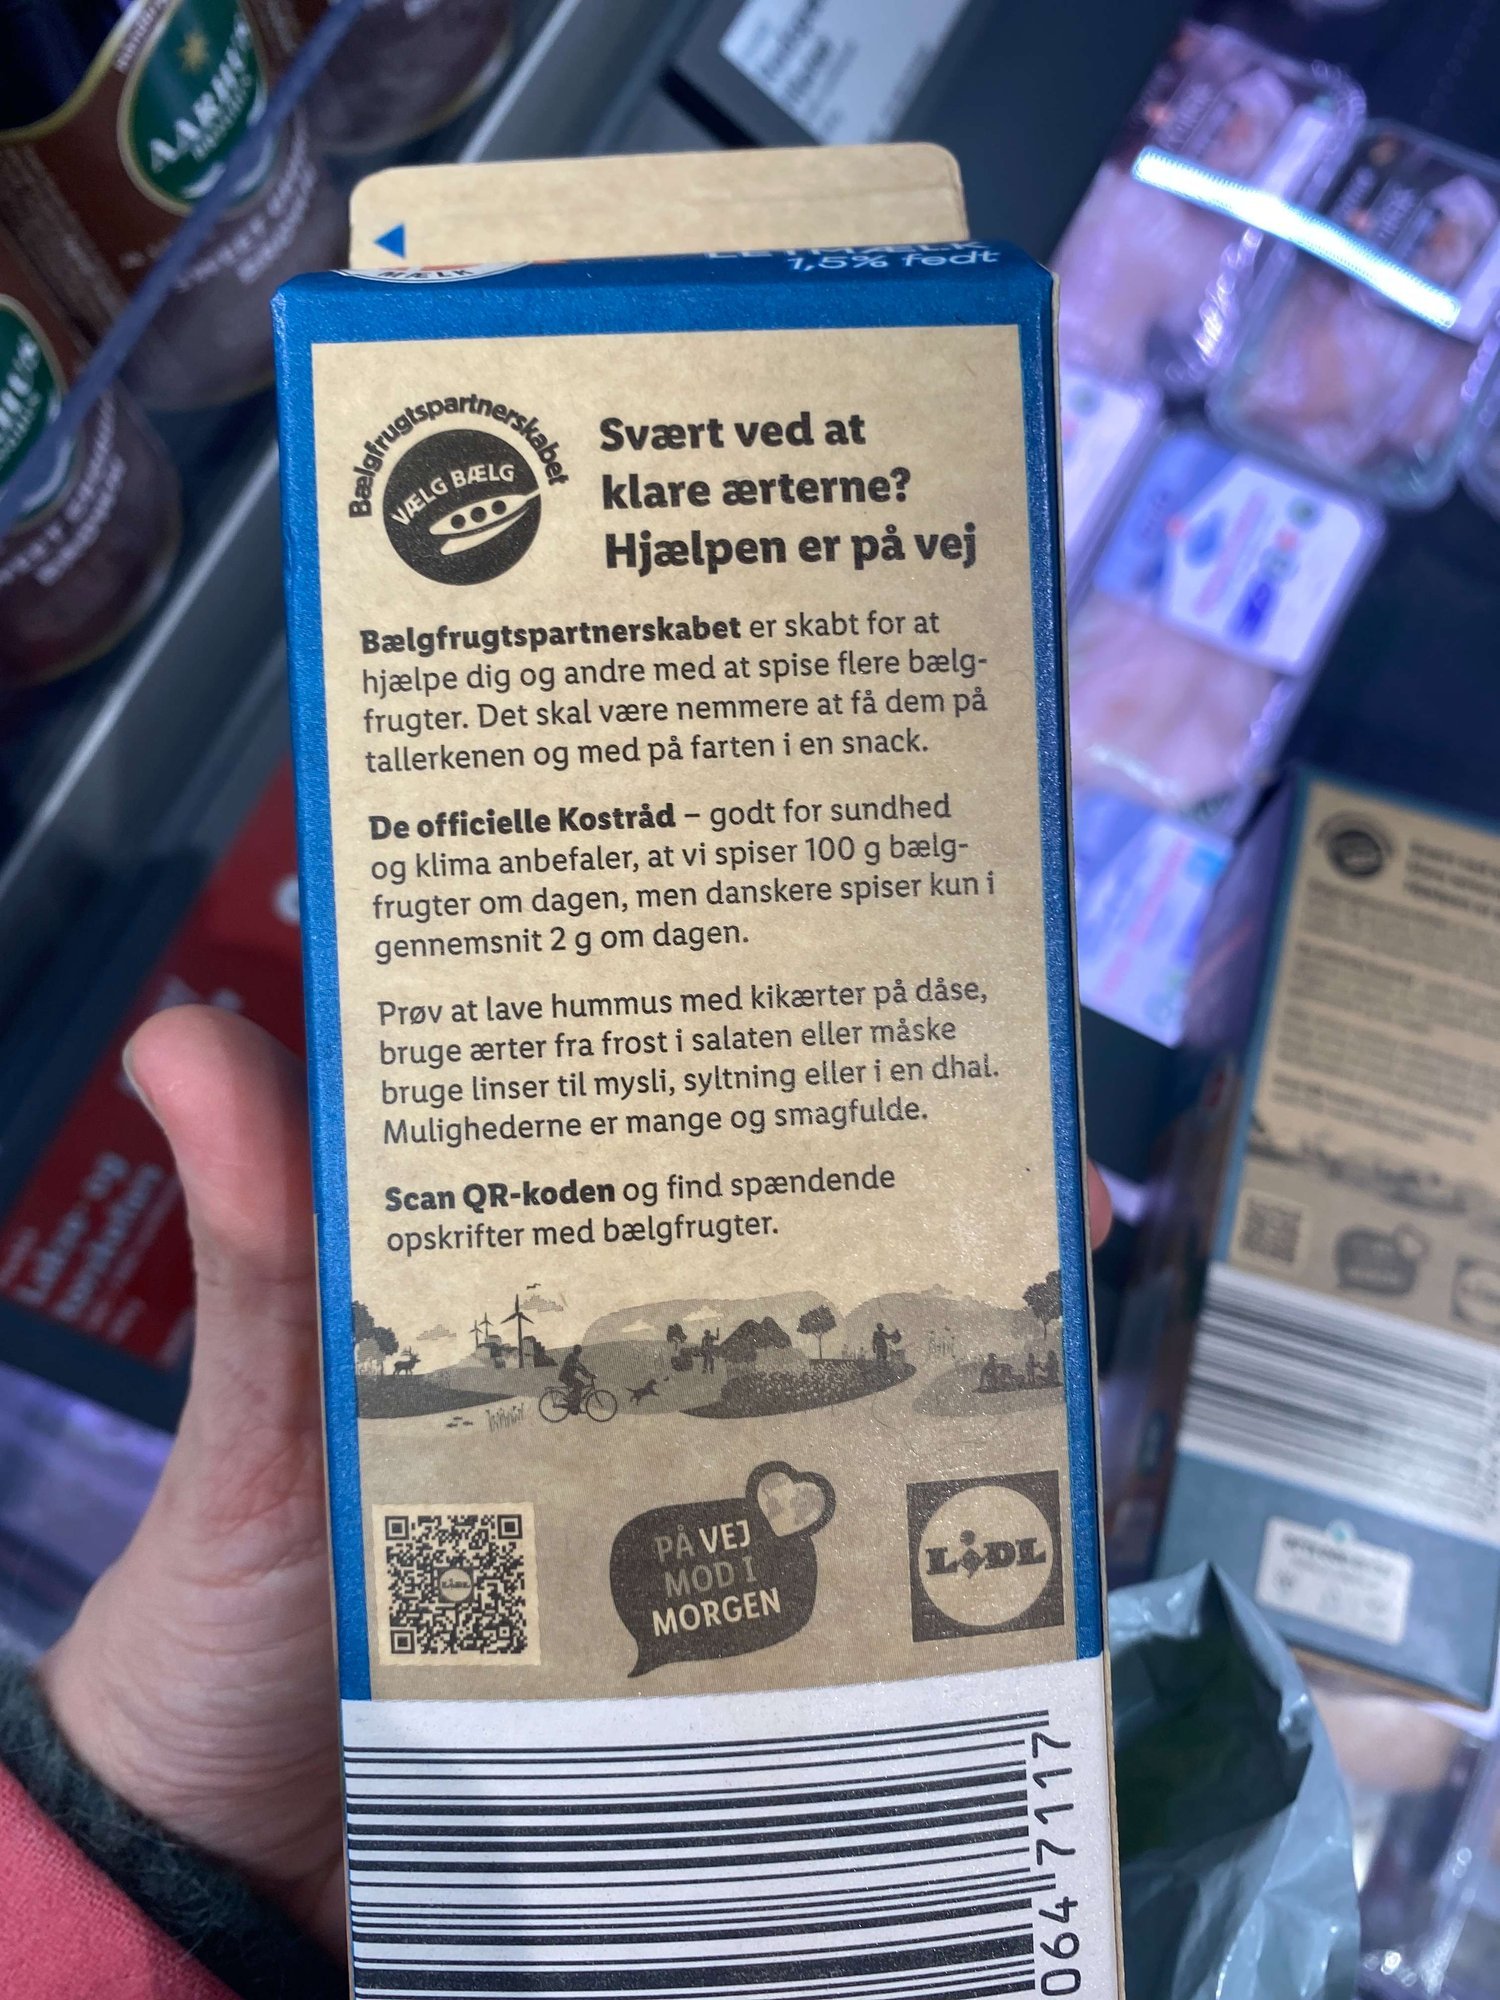 AARHUS
MÆLK
LETMÆLK
1,5% fedt
Bælgfrugtspartnerskabet
VÆLG BÆLG
Svært ved at
klare ærterne?
Hjælpen er på vej
Bælgfrugtspartnerskabet er skabt for at
hjælpe dig og andre med at spise flere bælg-
frugter. Det skal være nemmere at få dem på
tallerkenen og med på farten i en snack.
De officielle Kostråd – godt for sundhed
og klima anbefaler, at vi spiser 100 g bælg-
frugter om dagen, men danskere spiser kun i
gennemsnit 2 g om dagen.
Prøv at lave hummus med kikærter på dåse,
bruge ærter fra frost i salaten eller måske
bruge linser til mysli, syltning eller i en dhal.
Mulighederne er mange og smagfulde.
Scan QR-koden og find spændende
opskrifter med bælgfrugter.
LIDL
PÅ VEJ
MOD I
MORGEN
LIDL
064 7117